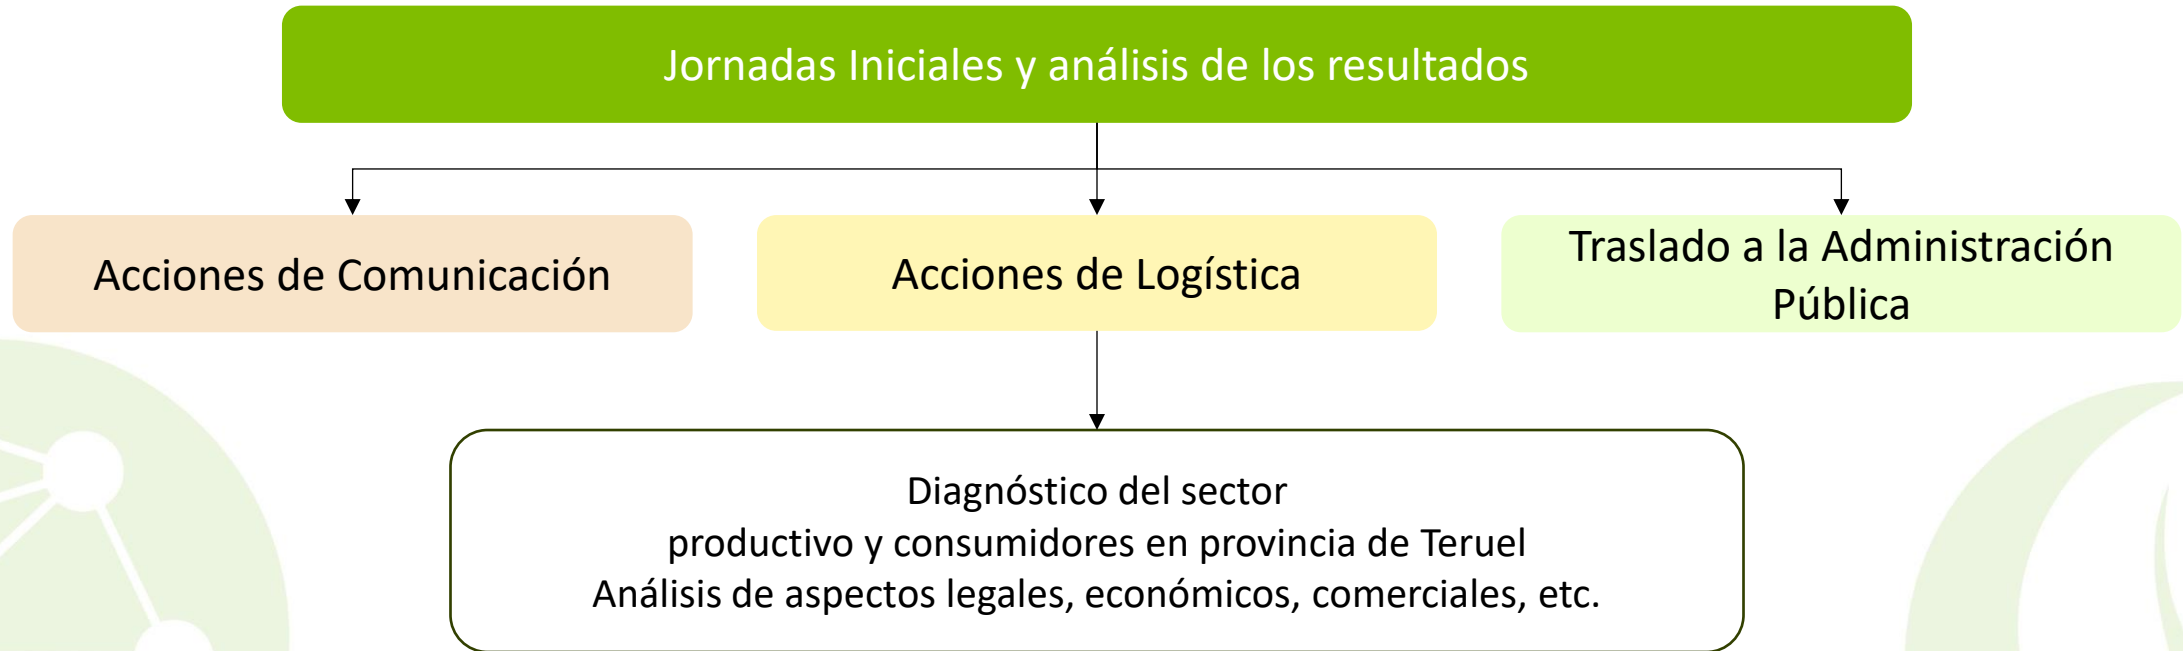 Jornadas Iniciales y análisis de los resultados
Acciones de Comunicación
Acciones de Logística
Traslado a la Administración
Pública
Diagnóstico del sector
productivo y consumidores en provincia de Teruel
Análisis de aspectos legales, económicos, comerciales, etc.